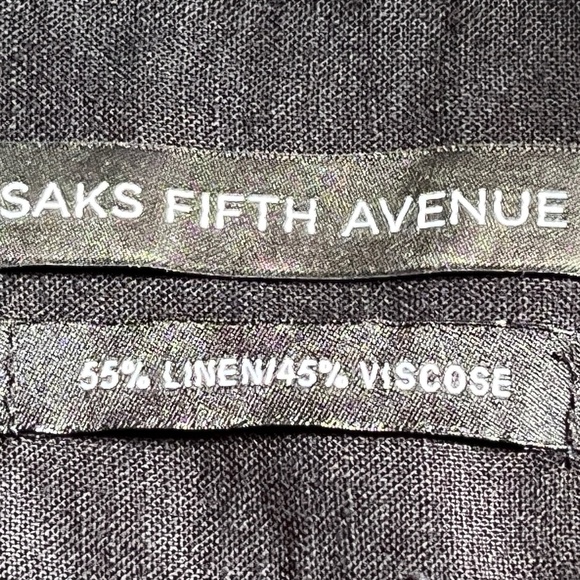 SAKS FIFTH AVENUE
55% LINEN/45% VISCOSE